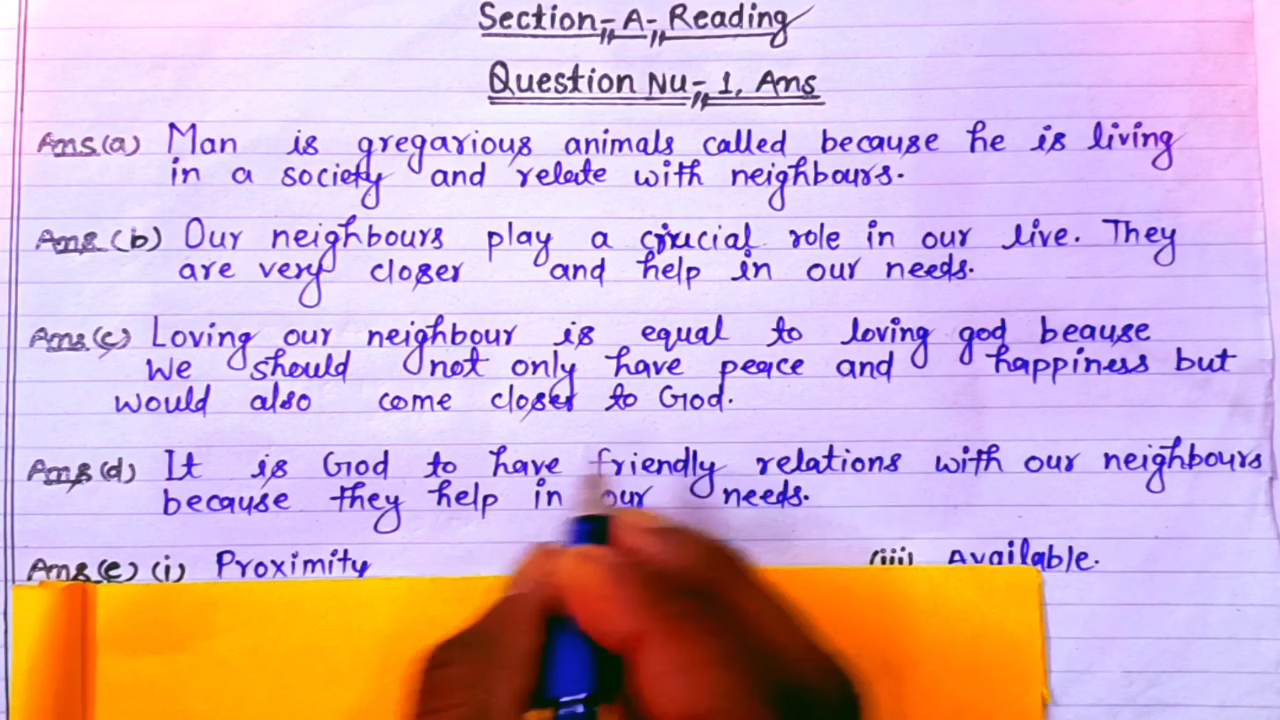 Section-A-Reading
Question Nu-1, Ans
Ans(a) Man is gregarious animals called because he is living
in a society and relate with neighbours.
Ans(b) Our neighbours play a crucial role in our live. They
are very closer and help in our needs.
Ans(c) Loving our neighbour is equal to loving god beause
We should not only have peace and happiness but
would also come closer to God.
Ans(d) It is God to have friendly relations with our neighbours
because they help in our needs.
Ans(e) (i) Proximity (iii) Available.